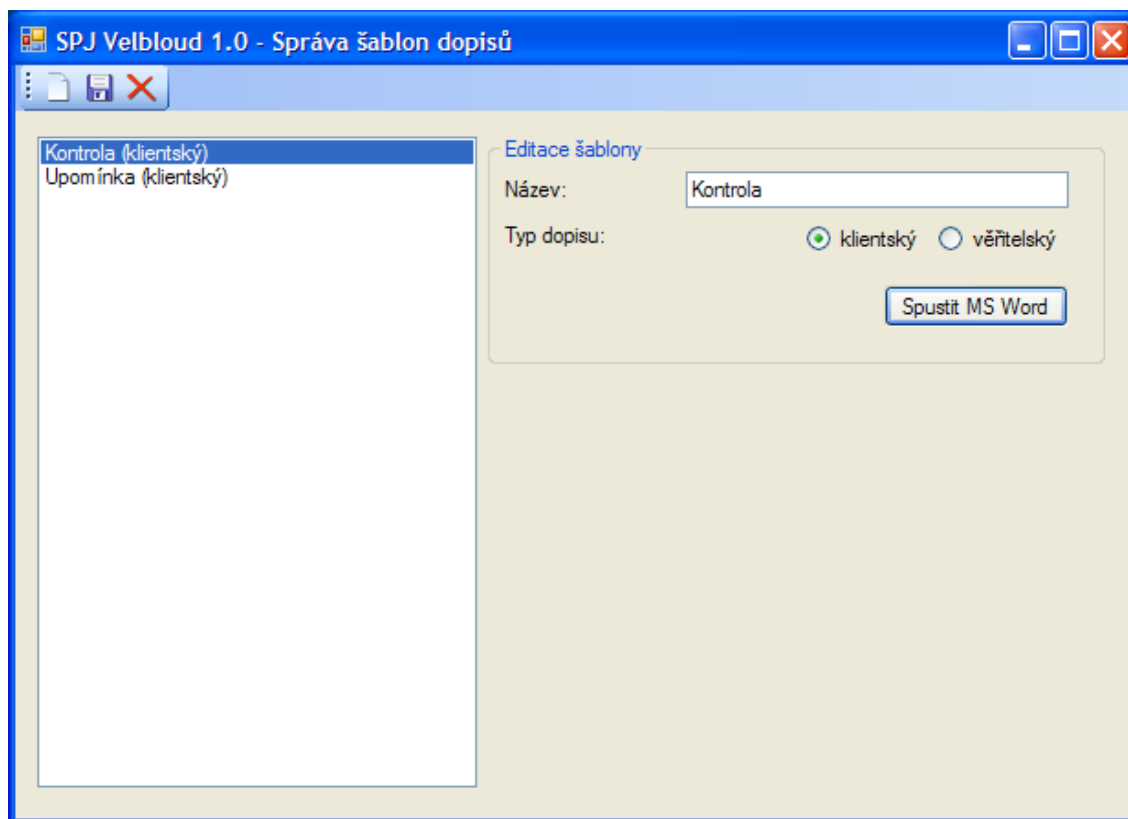 SPJ Velbloud 1.0 - Správa šablon dopisů
Kontrola (klientský)
Upomínka (klientský)
Editace šablony
Název:
Kontrola
Typ dopisu:
klientský
věřitelský
Spustit MS Word